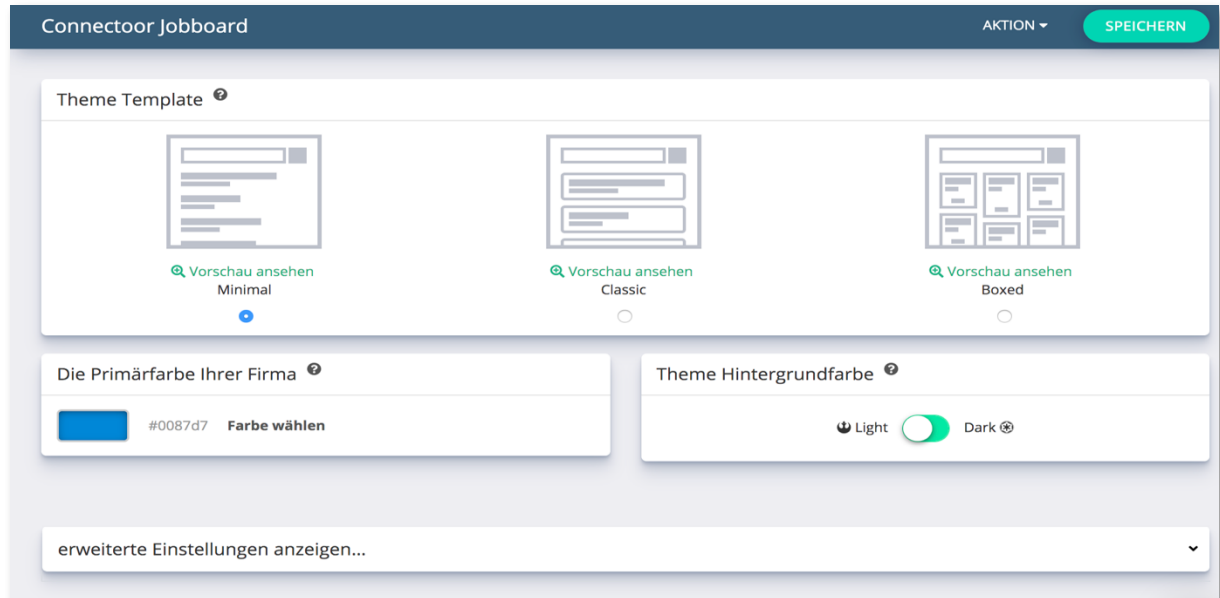 Connectoor Jobboard
AKTION
SPEICHERN
Theme Template
Vorschau ansehen
Minimal
Vorschau ansehen
Classic
Vorschau ansehen
Boxed
Die Primärfarbe Ihrer Firma
#0087d7 Farbe wählen
Theme Hintergrundfarbe
Light Dark
erweiterte Einstellungen anzeigen...